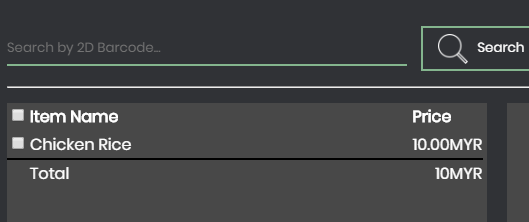 Search by 2D Barcode...
Search
Item Name Price
Chicken Rice 10.00MYR
Total 10MYR